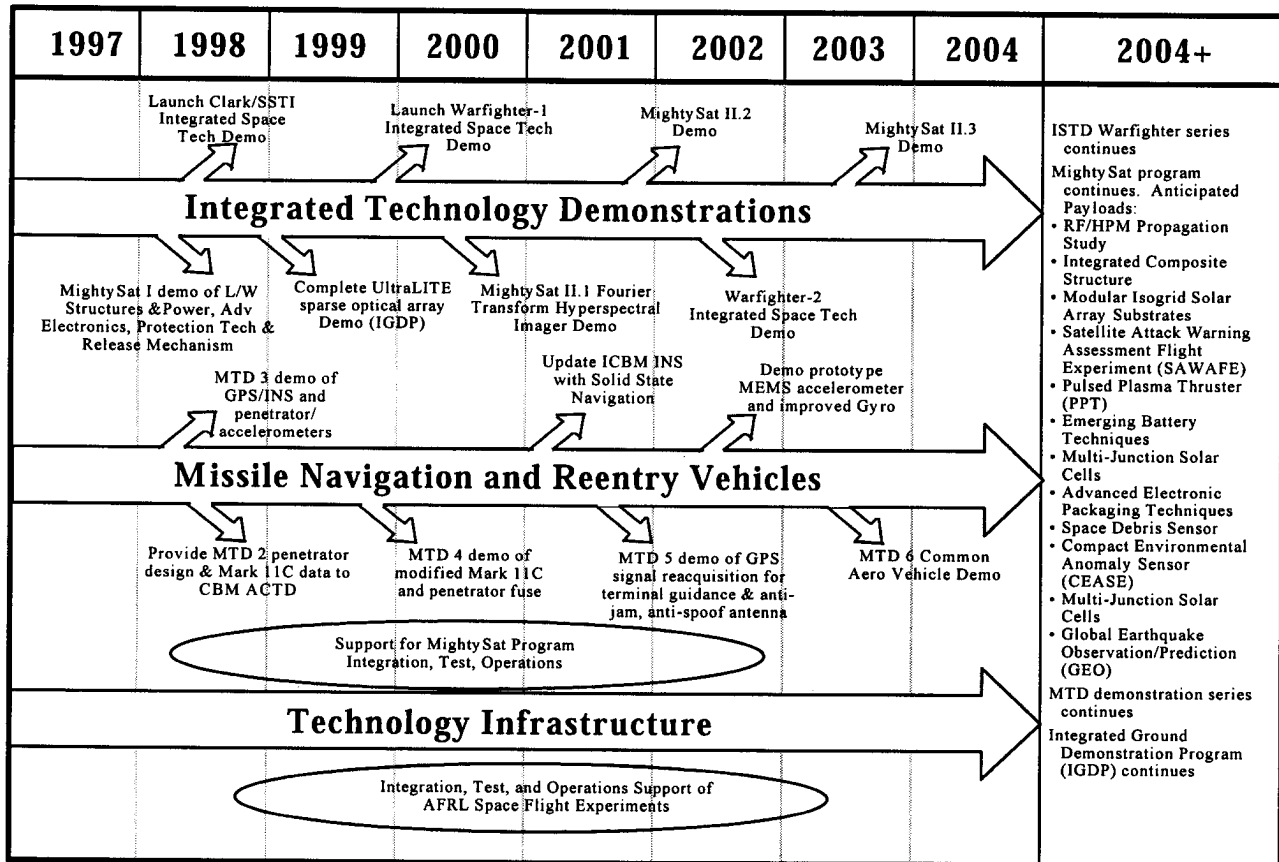 1997 1998 1999 2000 2001 2002 2003 2004 2004+
Launch Clark/SSTI
Integrated Space
Tech Demo
Launch Warfighter-1
Integrated Space Tech
Demo
MightySat II.2
Demo
MightySat II.3
Demo
Integrated Technology Demonstrations
MightySat I demo of L/W
Structures &Power, Adv
Electronics, Protection Tech &
Release Mechanism
Complete UltraLITE
sparse optical array
Demo (IGDP)
MightySat II.1 Fourier
Transform Hyperspectral
Imager Demo
Warfighter-2
Integrated Space Tech
Demo
MTD 3 demo of
GPS/INS and
penetrator/
accelerometers
Update ICBM INS
with Solid State
Navigation
Demo prototype
MEMS accelerometer
and improved Gyro
Missile Navigation and Reentry Vehicles
Provide MTD 2 penetrator
design & Mark 11C data to
CBM ACTD
MTD 4 demo of
modified Mark 11C
and penetrator fuse
MTD 5 demo of GPS
signal reacquisition for
terminal guidance & anti-
jam, anti-spoof antenna
MTD 6 Common
Aero Vehicle Demo
Support for MightySat Program
Integration, Test, Operations
Technology Infrastructure
Integration, Test, and Operations Support of
AFRL Space Flight Experiments
ISTD Warfighter series
continues
MightySat program
continues. Anticipated
Payloads:
• RF/HPM Propagation
Study
• Integrated Composite
Structure
• Modular Isogrid Solar
Array Substrates
• Satellite Attack Warning
Assessment Flight
Experiment (SAWAFE)
• Pulsed Plasma Thruster
(PPT)
• Emerging Battery
Techniques
• Multi-Junction Solar
Cells
• Advanced Electronic
Packaging Techniques
• Space Debris Sensor
• Compact Environmental
Anomaly Sensor
(CEASE)
• Multi-Junction Solar
Cells
• Global Earthquake
Observation/Prediction
(GEO)
MTD demonstration series
continues
Integrated Ground
Demonstration Program
(IGDP) continues